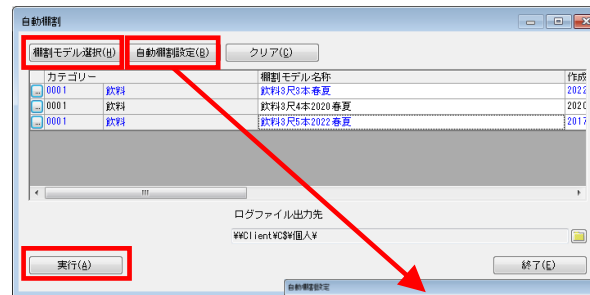 自動棚割
棚割モデル選択(H) 自動棚割設定(B) クリア(C)
カテゴリー 棚割モデル名称 作成
0001 飲料 飲料3尺3本春夏 2022
0001 飲料 飲料3尺4本2020春夏 2020
0001 飲料 飲料3尺5本2022春夏 2017
ログファイル出力先
¥¥Client¥C$¥個人¥
実行(A) 終了(E)
自動棚割設定